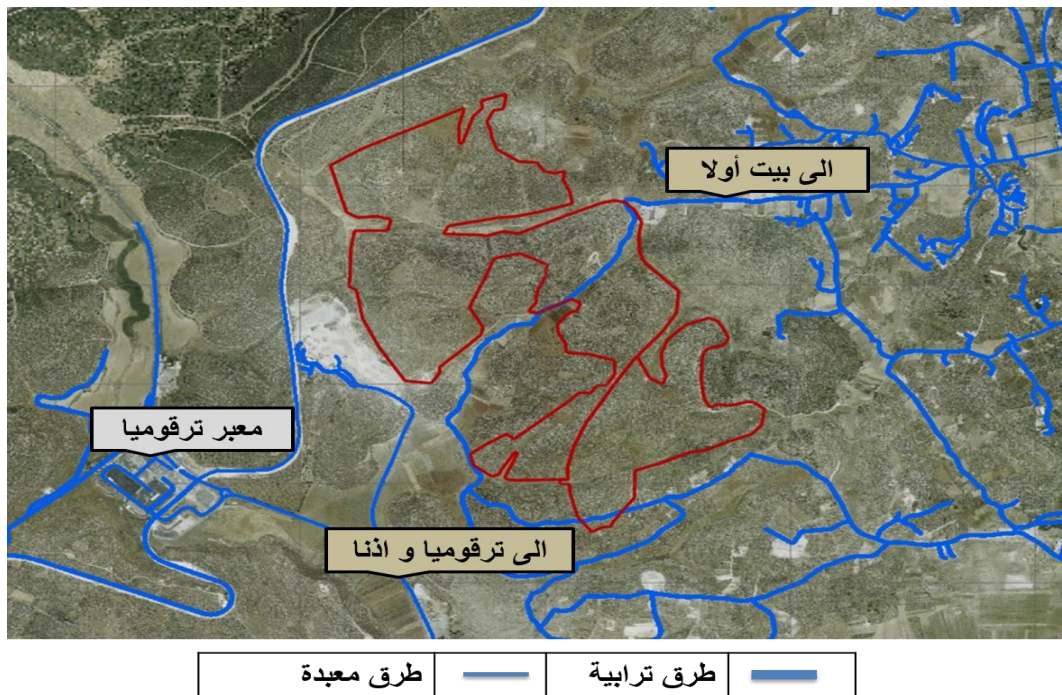 الى بيت أولا
معبر ترقوميا
الى ترقوميا و اذنا
طرق ترابية
طرق معبدة